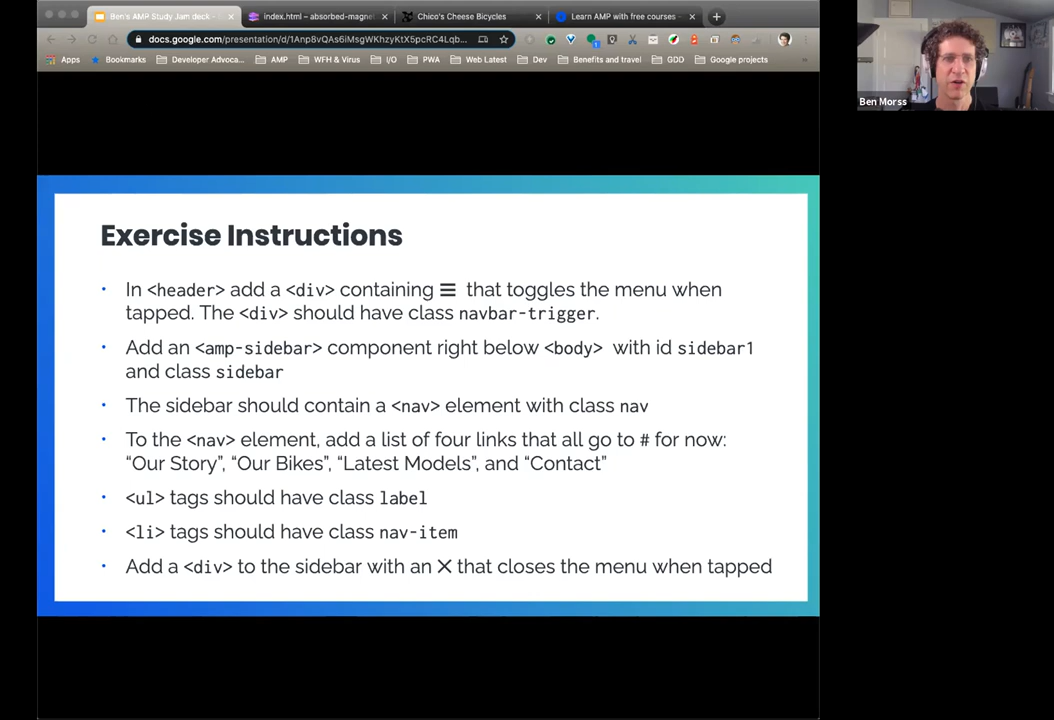 Ben's AMP Study Jam deck -
index.html – absorbed-magnet
Chico's Cheese Bicycles
Learn AMP with free courses –
docs.google.com/presentation/d/1Anp8vQAs6iMsgWKhzyKtX5pcRC4Lqb...
Apps
Bookmarks
Developer Advoca...
AMP
WFH & Virus
I/O
PWA
Web Latest
Dev
Benefits and travel
GDD
Google projects
»
Ben Morss
Exercise Instructions
• In <header> add a <div> containing ☰ that toggles the menu when
tapped. The <div> should have class navbar-trigger.
• Add an <amp-sidebar> component right below <body> with id sidebar1
and class sidebar
• The sidebar should contain a <nav> element with class nav
• To the <nav> element, add a list of four links that all go to # for now:
“Our Story”, “Our Bikes”, “Latest Models”, and “Contact”
• <ul> tags should have class label
• <li> tags should have class nav-item
• Add a <div> to the sidebar with an ✕ that closes the menu when tapped